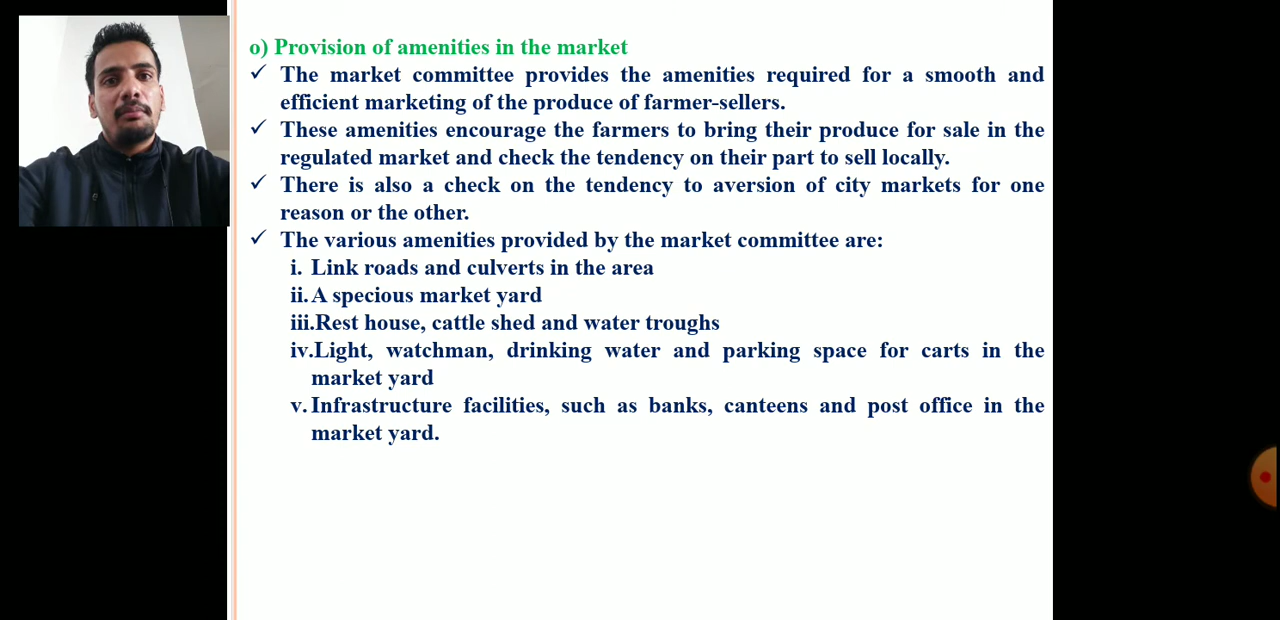 o) Provision of amenities in the market
✓ The market committee provides the amenities required for a smooth and
efficient marketing of the produce of farmer-sellers.
✓ These amenities encourage the farmers to bring their produce for sale in the
regulated market and check the tendency on their part to sell locally.
✓ There is also a check on the tendency to aversion of city markets for one
reason or the other.
✓ The various amenities provided by the market committee are:
i. Link roads and culverts in the area
ii. A specious market yard
iii.Rest house, cattle shed and water troughs
iv.Light, watchman, drinking water and parking space for carts in the
market yard
v. Infrastructure facilities, such as banks, canteens and post office in the
market yard.